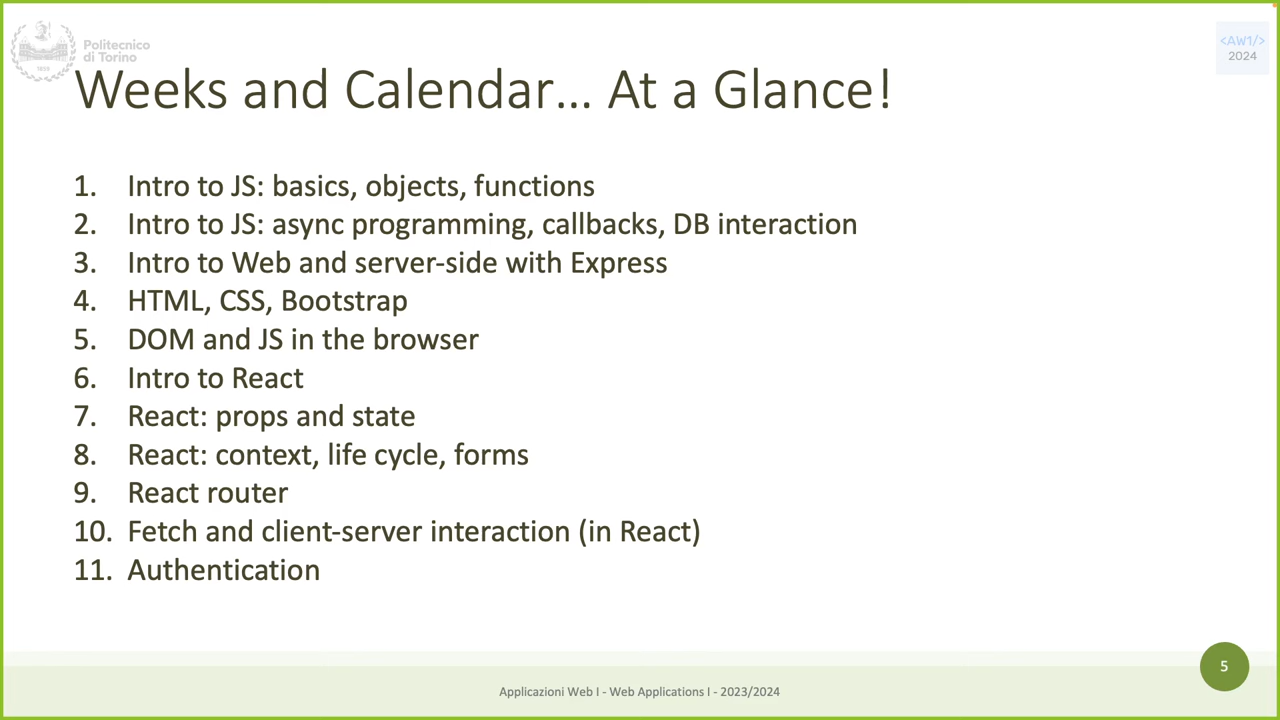 Politecnico
di Torino
1859
<AW1/>
2024
Weeks and Calendar... At a Glance!
1. Intro to JS: basics, objects, functions
2. Intro to JS: async programming, callbacks, DB interaction
3. Intro to Web and server-side with Express
4. HTML, CSS, Bootstrap
5. DOM and JS in the browser
6. Intro to React
7. React: props and state
8. React: context, life cycle, forms
9. React router
10. Fetch and client-server interaction (in React)
11. Authentication
5
Applicazioni Web I - Web Applications I - 2023/2024